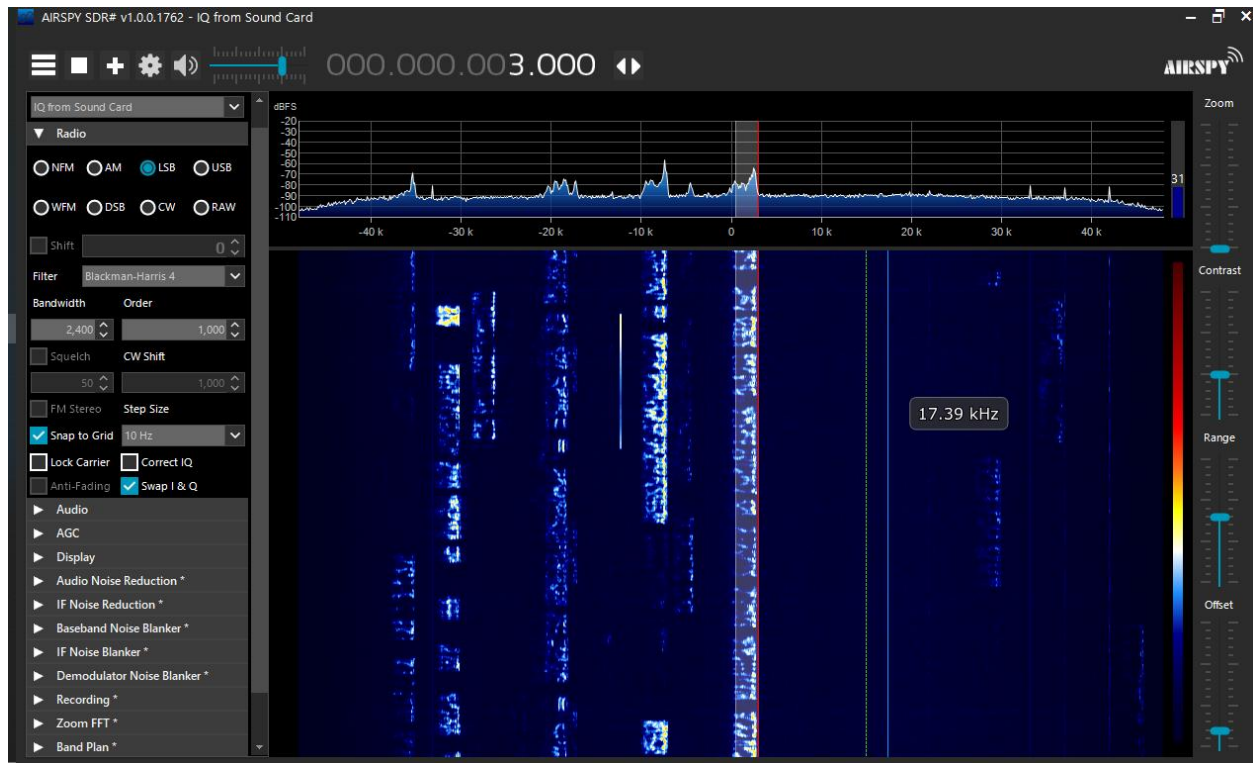 AIRSPY SDR# v1.0.0.1762 - IQ from Sound Card
000.000.003.000
AIRSPY
IQ from Sound Card
Radio
NFM AM LSB USB
WFM DSB CW RAW
Shift 0
Filter Blackman-Harris 4
Bandwidth Order
2,400 1,000
Squelch CW Shift
50 1,000
FM Stereo Step Size
Snap to Grid 10 Hz
Lock Carrier Correct IQ
Anti-Fading Swap I & Q
Audio
AGC
Display
Audio Noise Reduction *
IF Noise Reduction *
Baseband Noise Blanker *
IF Noise Blanker *
Demodulator Noise Blanker *
Recording *
Zoom FFT *
Band Plan *
dBFS
-20
-30
-40
-50
-60
-70
-80
-90
-100
-110
-40 k -30 k -20 k -10 k 0 10 k 20 k 30 k 40 k
31
17.39 kHz
Zoom
Contrast
Range
Offset